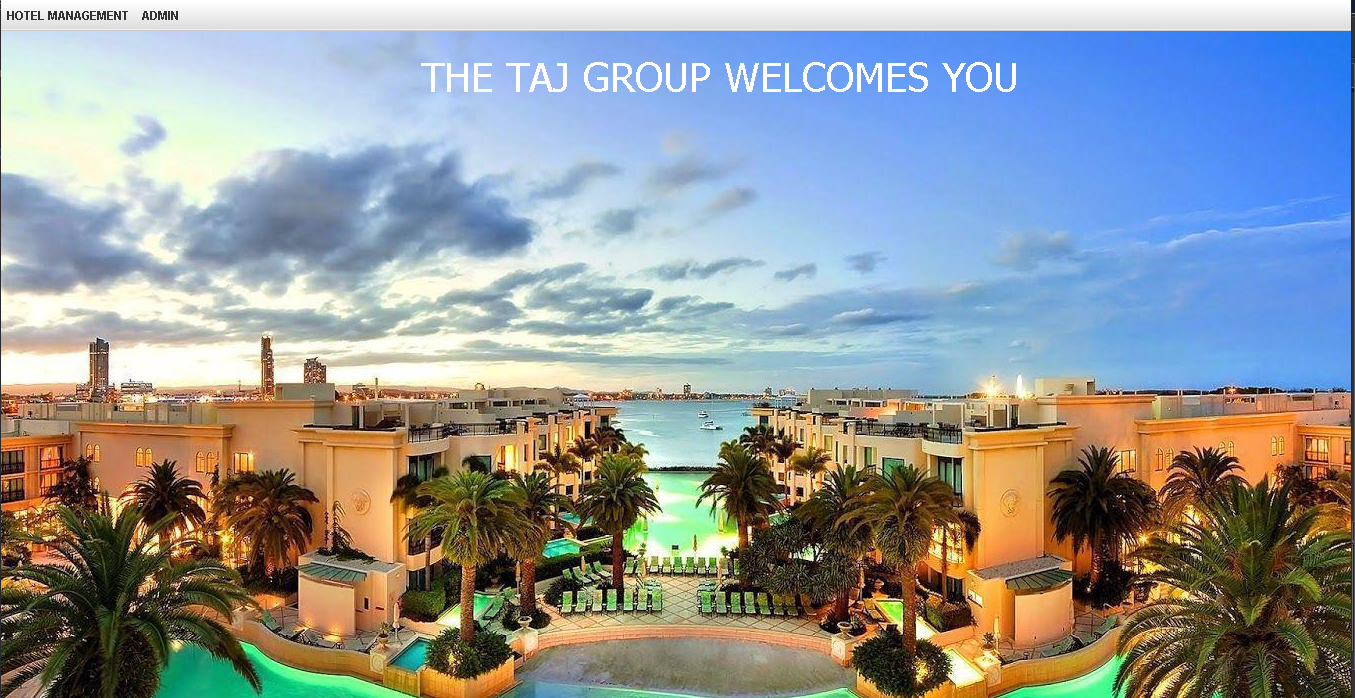 HOTEL MANAGEMENT ADMIN
THE TAJ GROUP WELCOMES YOU